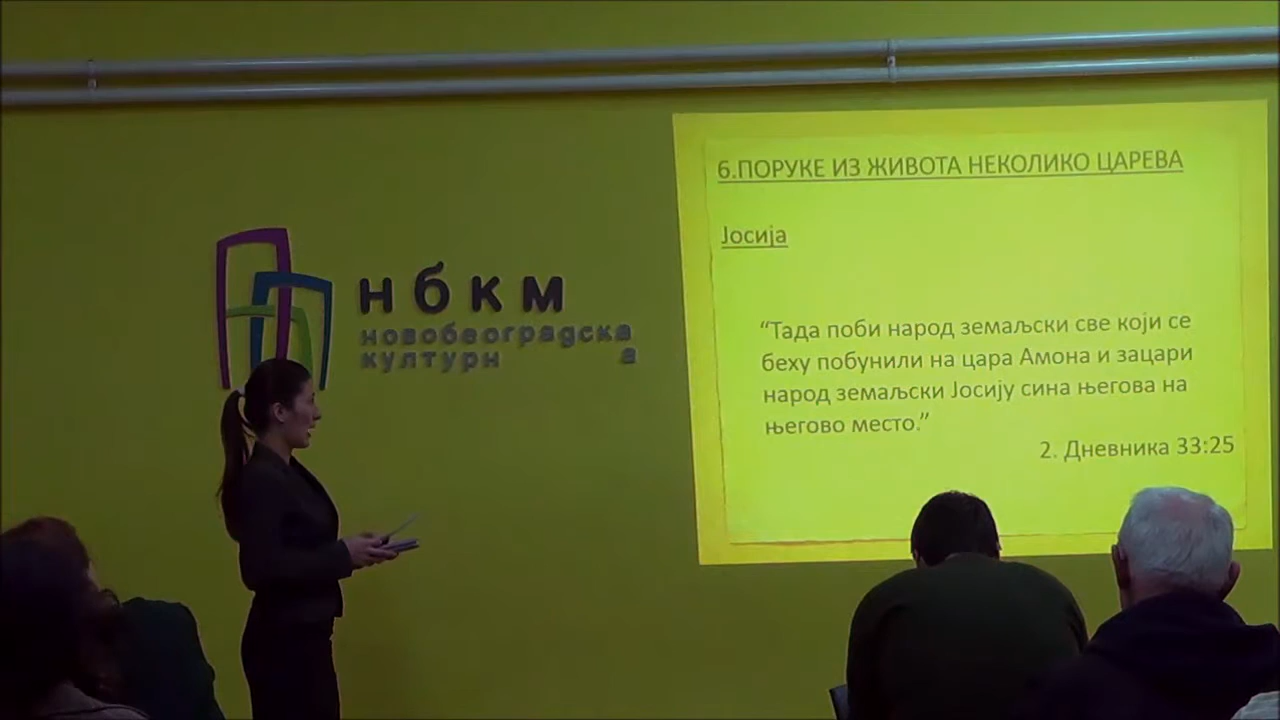 нбкм
новобеоградска
културн а
6.ПОРУКЕ ИЗ ЖИВОТА НЕКОЛИКО ЦАРЕВА
Јосија
“Тада поби народ земаљски све који се
беху побунили на цара Амона и зацари
народ земаљски Јосију сина његова на
његово место.”
2. Дневника 33:25